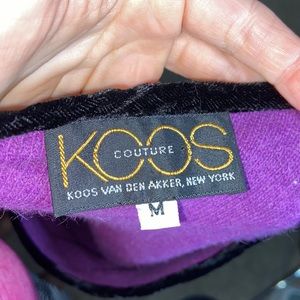 KOOS
COUTURE
KOOS VAN DEN AKKER, NEW YORK
M